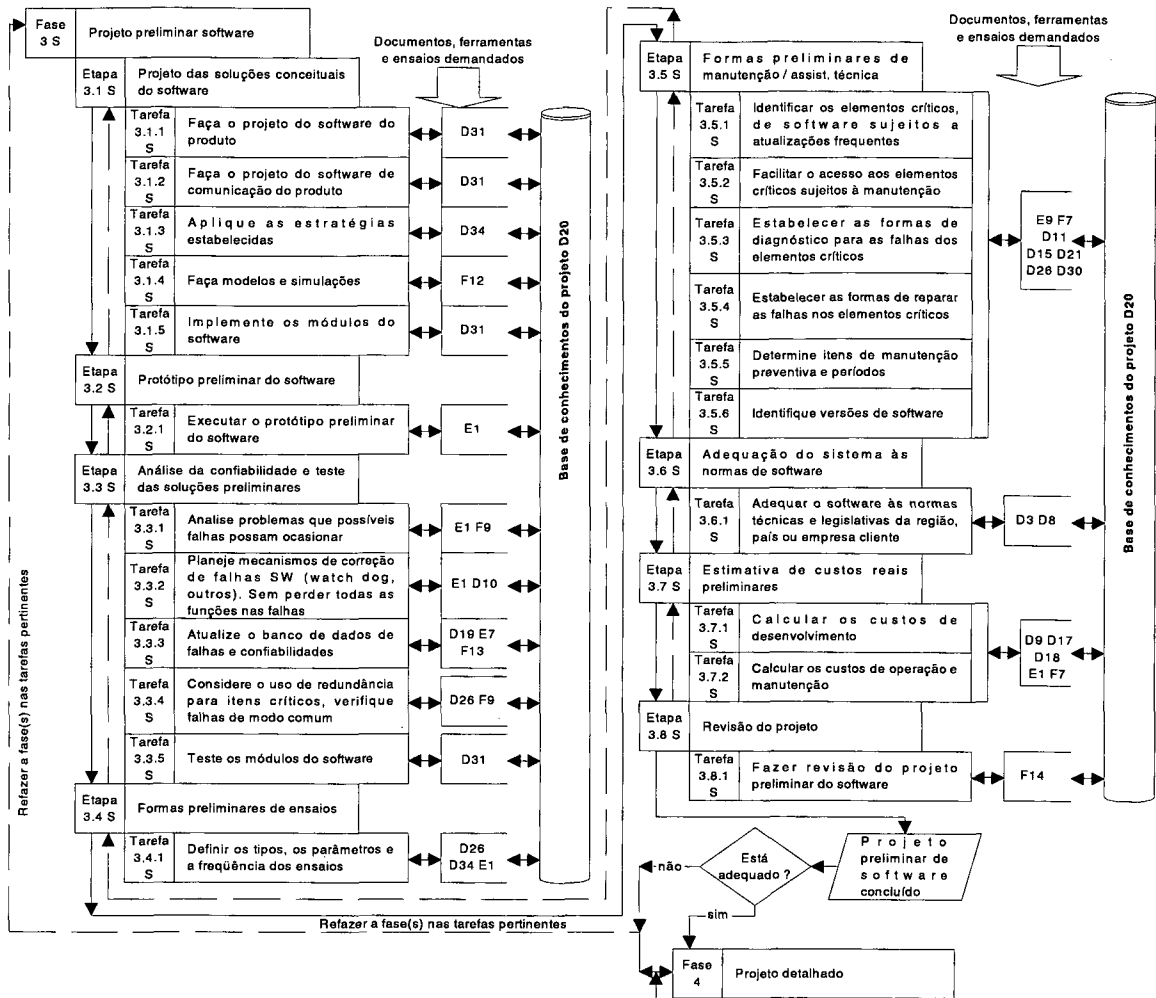 Fase
3 S
Projeto preliminar software
Documentos, ferramentas
e ensaios demandados
Etapa
3.1 S
Projeto das soluções conceituais
do software
Tarefa
3.1.1
S
Faça o projeto do software do
produto
D31
Tarefa
3.1.2
S
Faça o projeto do software de
comunicação do produto
D31
Tarefa
3.1.3
S
Aplique as estratégias
estabelecidas
D34
Tarefa
3.1.4
S
Faça modelos e simulações
F12
Tarefa
3.1.5
S
Implemente os módulos do
software
D31
Etapa
3.2 S
Protótipo preliminar do software
Tarefa
3.2.1
S
Executar o protótipo preliminar
do software
E1
Etapa
3.3 S
Análise da confiabilidade e teste
das soluções preliminares
Tarefa
3.3.1
S
Analise problemas que possíveis
falhas possam ocasionar
E1 F9
Tarefa
3.3.2
S
Planeje mecanismos de correção
de falhas SW (watch dog,
outros). Sem perder todas as
funções nas falhas
E1 D10
Tarefa
3.3.3
S
Atualize o banco de dados de
falhas e confiabilidades
D19 E7
F13
Tarefa
3.3.4
S
Considere o uso de redundância
para itens críticos, verifique
falhas de modo comum
D26 F9
Tarefa
3.3.5
S
Teste os módulos do software
D31
Etapa
3.4 S
Formas preliminares de ensaios
Tarefa
3.4.1
S
Definir os tipos, os parâmetros e
a freqüência dos ensaios
D26
D34 E1
Base de conhecimentos do projeto D20
Refazer a fase(s) nas tarefas pertinentes
Refazer a fase(s) nas tarefas pertinentes
Documentos, ferramentas
e ensaios demandados
Etapa
3.5 S
Formas preliminares de
manutenção / assist, técnica
Tarefa
3.5.1
S
Identificar os elementos críticos,
de software sujeitos a
atualizações frequentes
Tarefa
3.5.2
S
Facilitar o acesso aos elementos
críticos sujeitos à manutenção
Tarefa
3.5.3
S
Estabelecer as formas de
diagnóstico para as falhas dos
elementos críticos
Tarefa
3.5.4
S
Estabelecer as formas de reparar
as falhas nos elementos críticos
Tarefa
3.5.5
S
Determine itens de manutenção
preventiva e períodos
Tarefa
3.5.6
S
Identifique versões de software
E9 F7
D11
D15 D21
D26 D30
Etapa
3.6 S
Adequação do sistema às
normas de software
Tarefa
3.6.1
S
Adequar o software às normas
técnicas e legislativas da região,
país ou empresa cliente
D3 D8
Etapa
3.7 S
Estimativa de custos reais
preliminares
Tarefa
3.7.1
S
Calcular os custos de
desenvolvimento
Tarefa
3.7.2
S
Calcular os custos de operação e
manutenção
D9 D17
D18
E1 F7
Etapa
3.8 S
Revisão do projeto
Tarefa
3.8.1
S
Fazer revisão do projeto
preliminar do software
F14
Base de conhecimentos do projeto D20
Projeto
preliminar de
software
concluído
Está
adequado ?
não
sim
Fase
4
Projeto detalhado